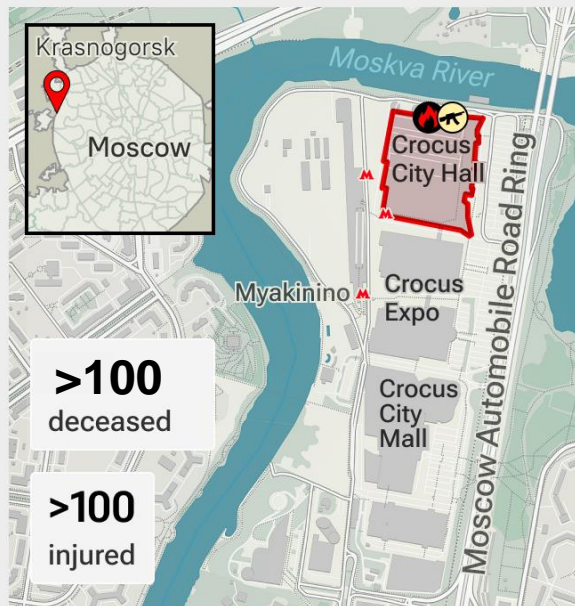 Krasnogorsk
Moscow
Moskva River
Crocus
City Hall
M
M
Myakinino M
Crocus
Expo
Crocus
City
Mall
Moscow Automobile Road Ring
>100
deceased
>100
injured